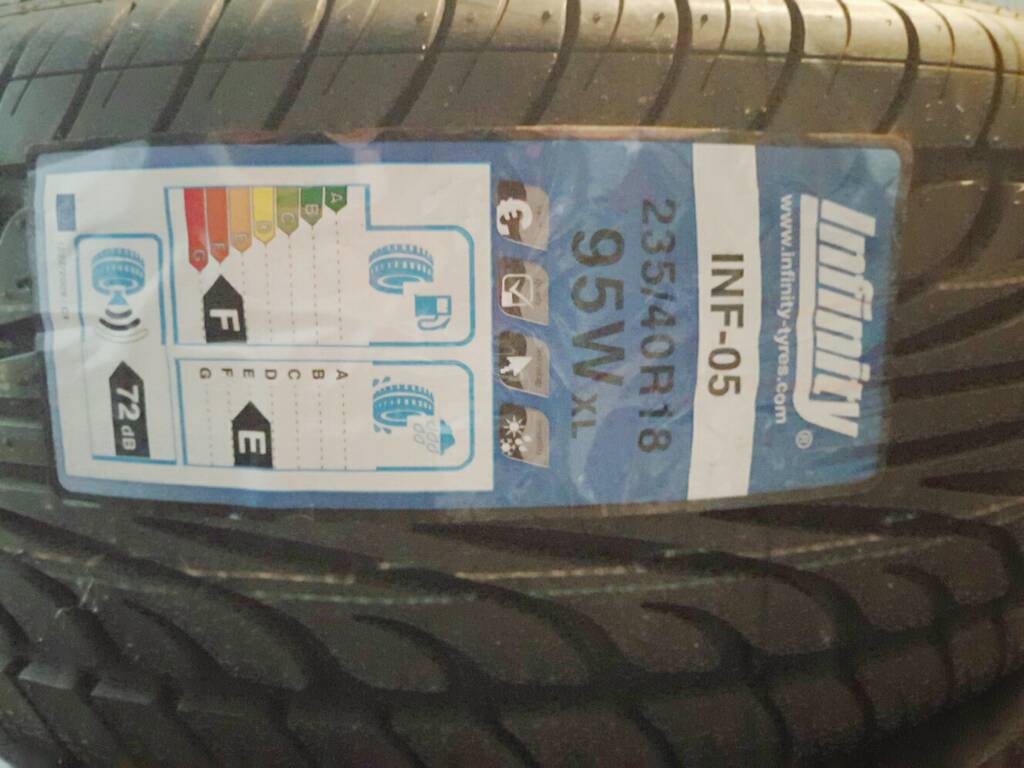 Infinity®
www.infinity-tyres.com
INF-05
235/40R18
95W XL
A
B
C
D
E
F
G
F
A
B
C
D
E
F
G
E
72 dB